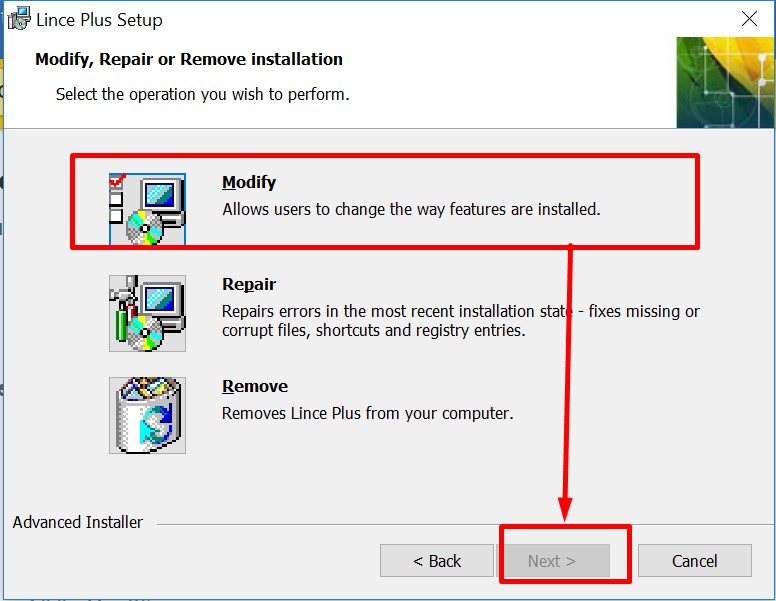 Lince Plus Setup
Modify, Repair or Remove installation
Select the operation you wish to perform.
Modify
Allows users to change the way features are installed.
Repair
Repairs errors in the most recent installation state - fixes missing or
corrupt files, shortcuts and registry entries.
Remove
Removes Lince Plus from your computer.
Advanced Installer
< Back
Next >
Cancel